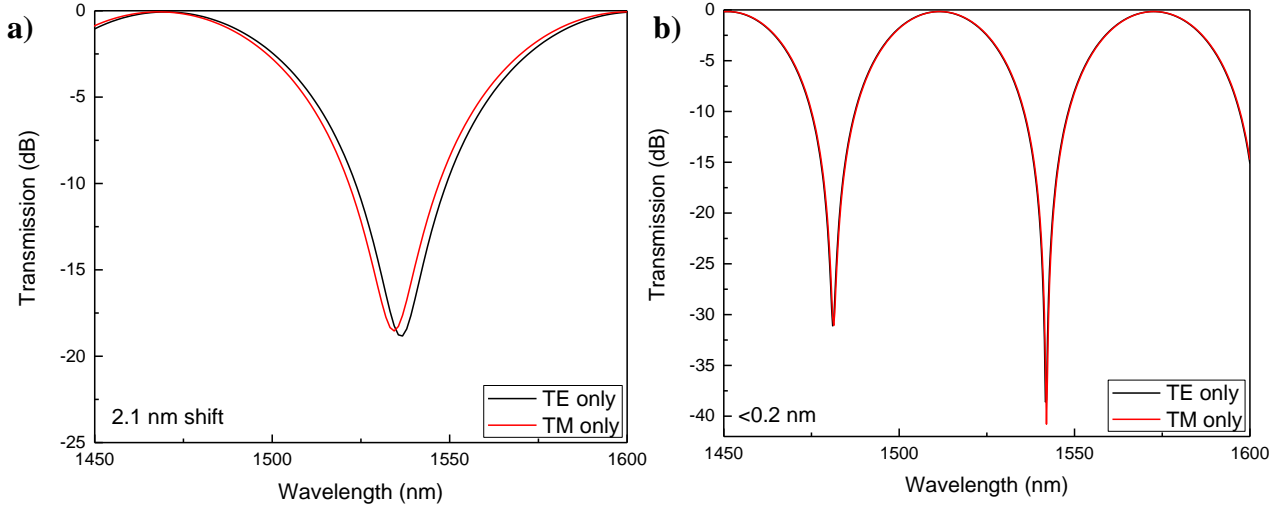 a)
0
-5
-10
-15
-20
-25
Transmission (dB)
2.1 nm shift
TE only
TM only
1450
1500
1550
1600
Wavelength (nm)
b)
0
-5
-10
-15
-20
-25
-30
-35
-40
Transmission (dB)
<0.2 nm
TE only
TM only
1450
1500
1550
1600
Wavelength (nm)